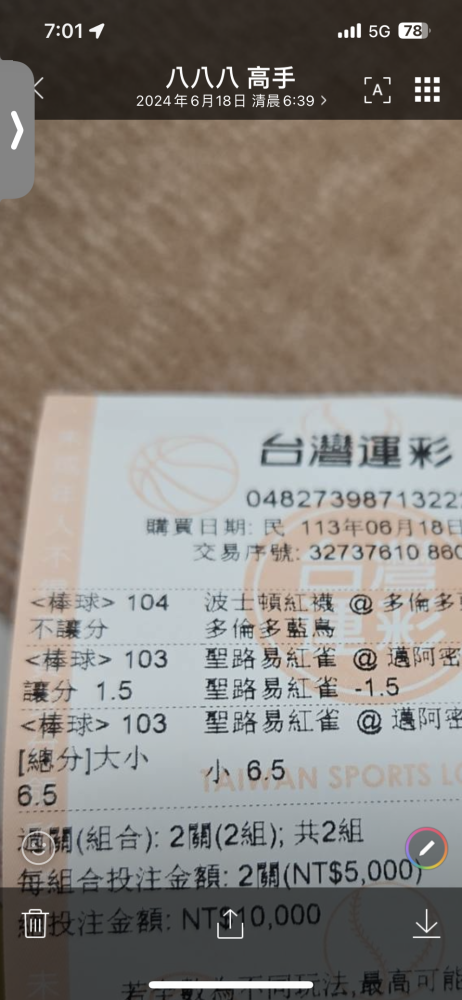 7:01
5G 78
八八八 高手
2024年6月18日 清晨6:39
A
台灣運彩
04827398713222
購買日期: 民 113年06月18日
交易序號: 32737610 860
<棒球> 104 波士頓紅襪 @ 多倫多
不讓分 多倫多藍鳥
<棒球> 103 聖路易紅雀 @ 邁阿密
讓分 1.5 聖路易紅雀 -1.5
<棒球> 103 聖路易紅雀 @ 邁阿密
[總分]大小 小 6.5
6.5
TAIWAN SPORTS LO
過關(組合): 2關(2組); 共2組
每組合投注金額: 2關(NT$5,000)
投注金額: NT$10,000
若全數為不同玩法,最高可能
未